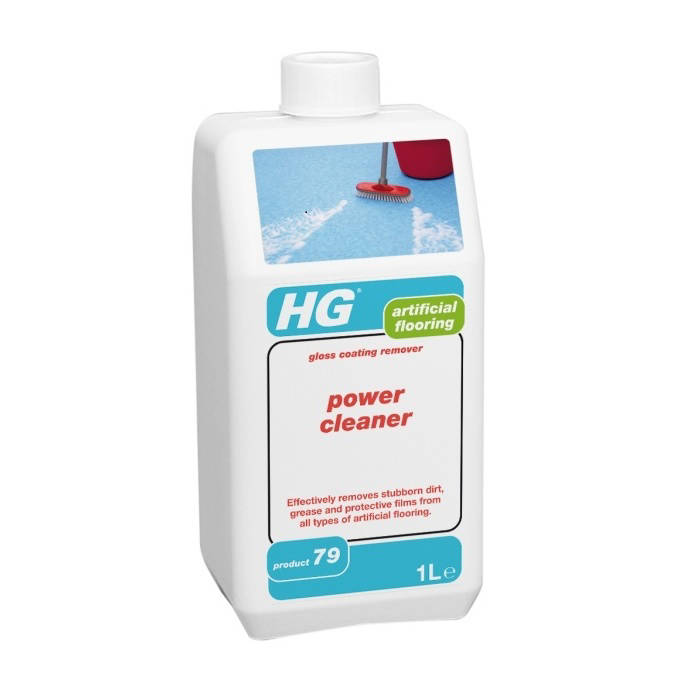 HG®
artificial
flooring
gloss coating remover
power
cleaner
Effectively removes stubborn dirt,
grease and protective films from
all types of artificial flooring.
product 79
1L ℮